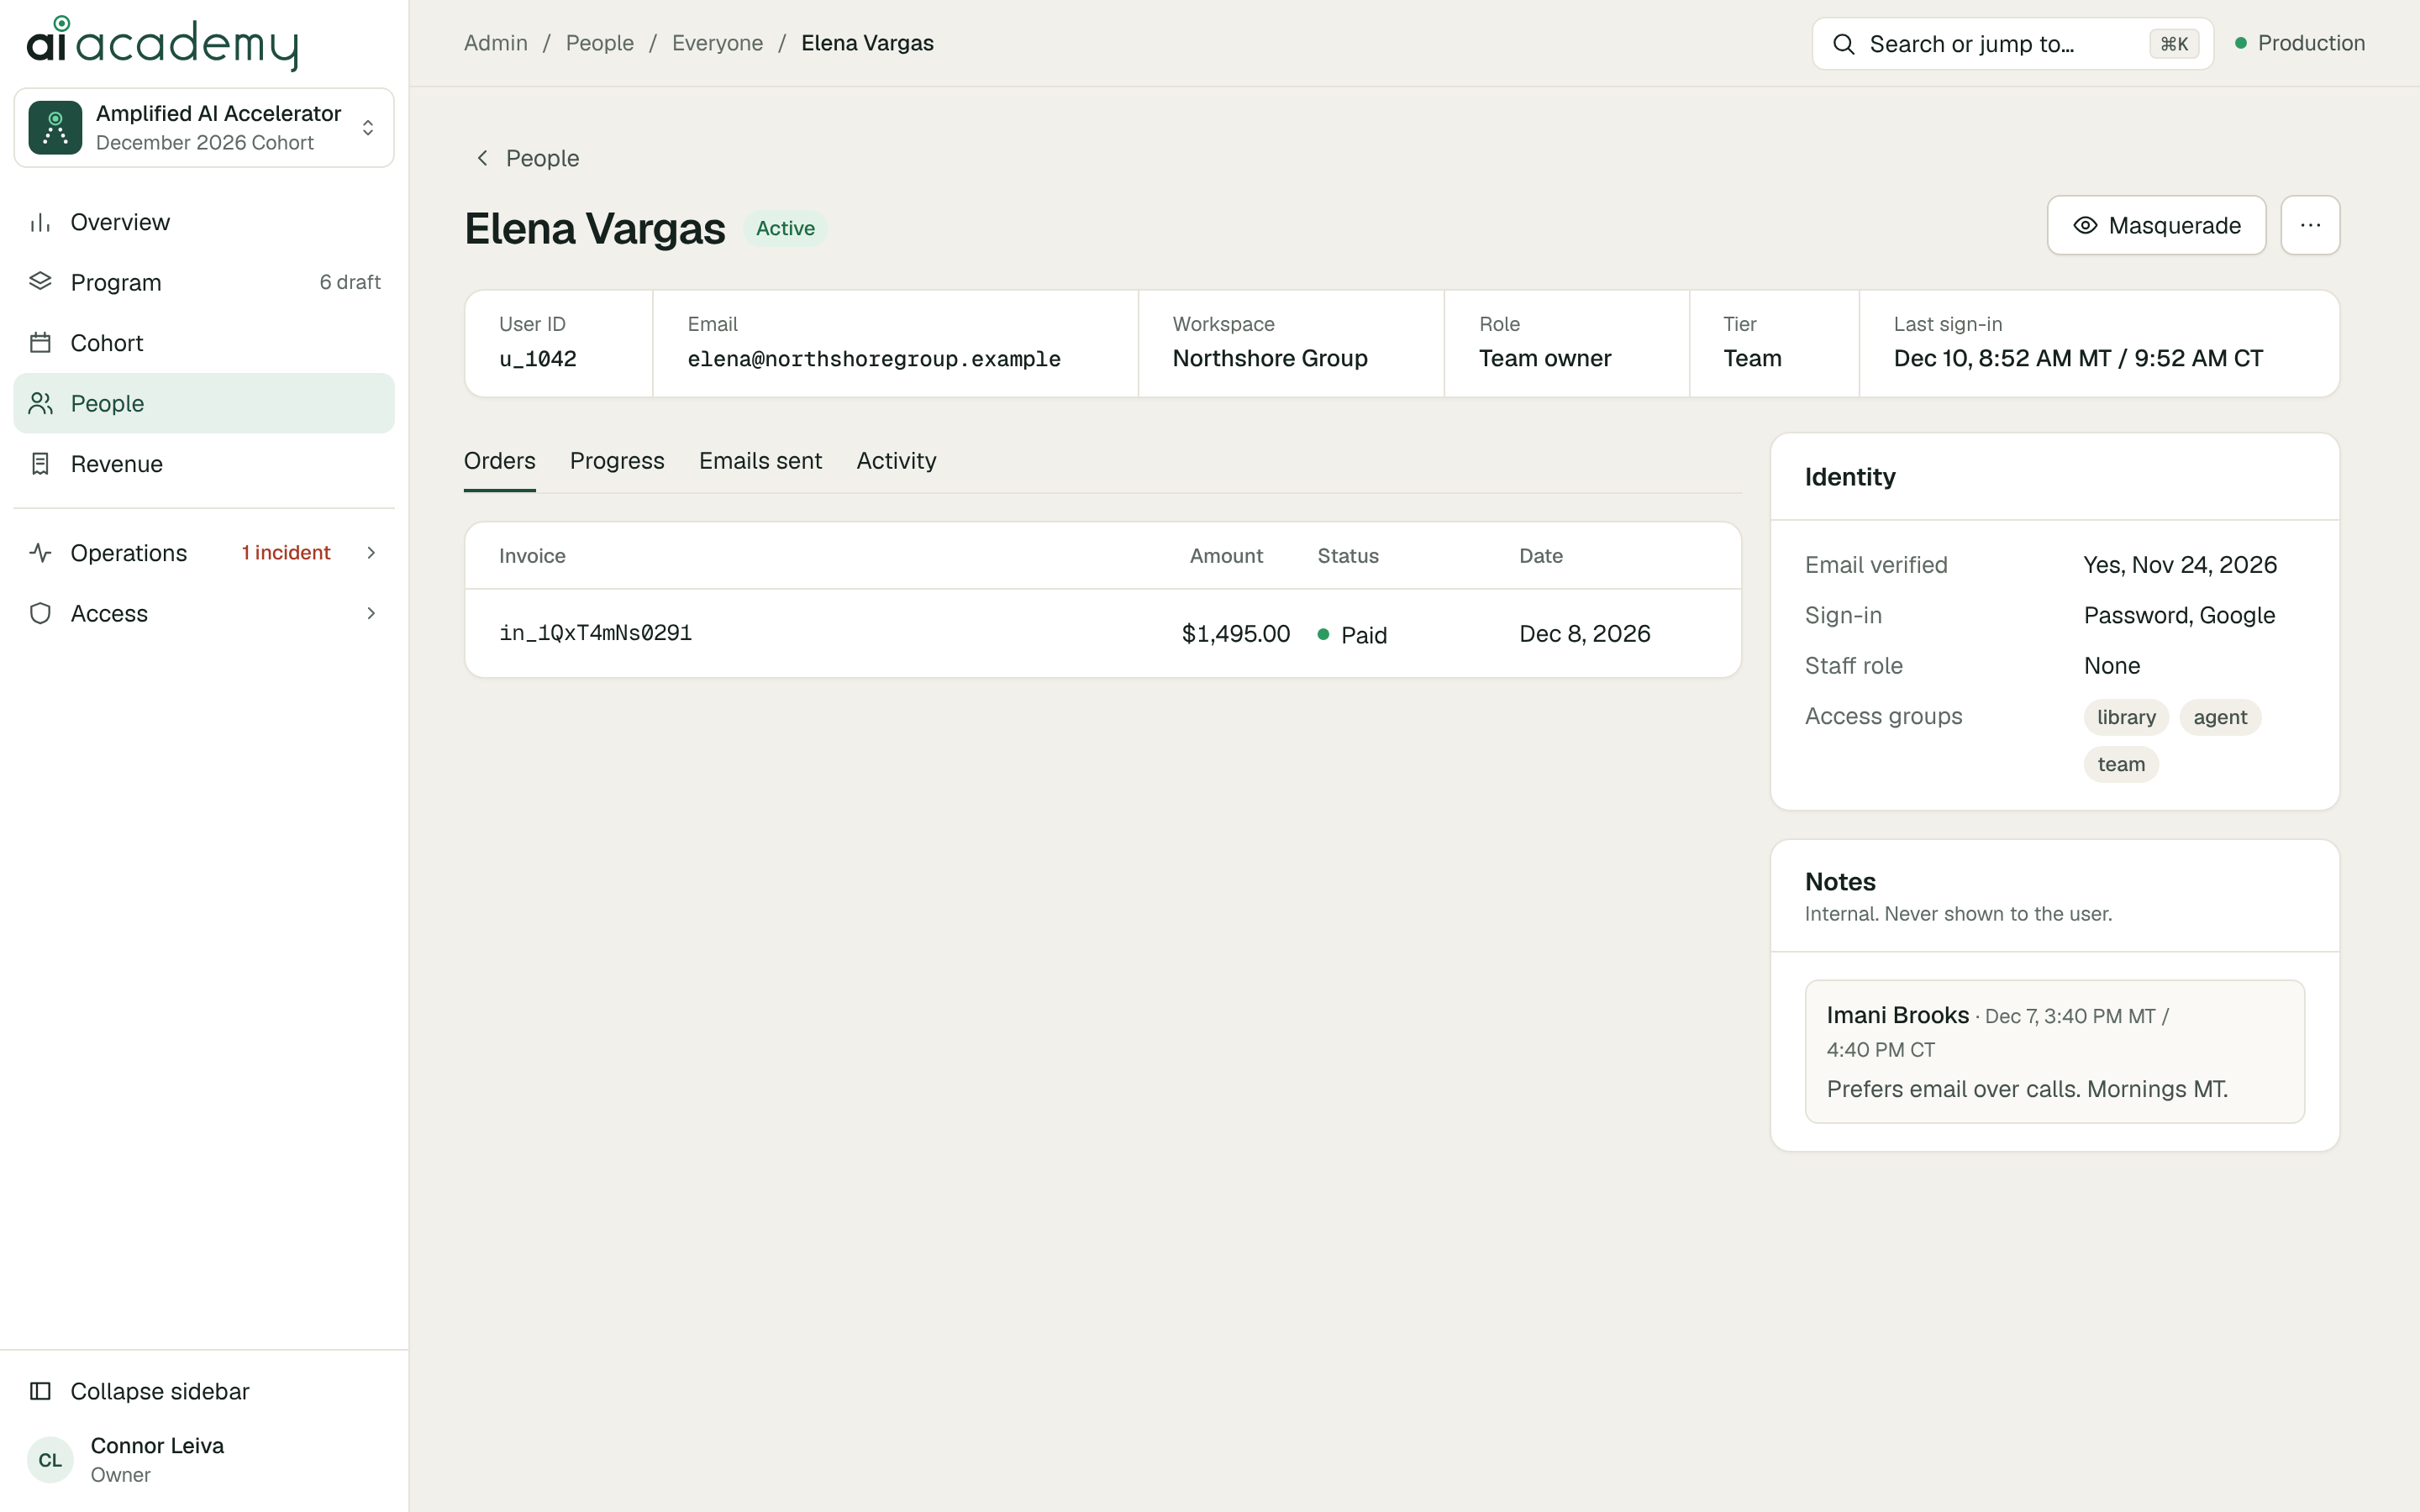 ai academy
Amplified AI Accelerator
December 2026 Cohort
Overview
Program 6 draft
Cohort
People
Revenue
Operations 1 incident
Access
Collapse sidebar
CL
Connor Leiva
Owner
Admin / People / Everyone / Elena Vargas
Search or jump to... ⌘K
Production
People
Elena Vargas Active
Masquerade
User ID
u_1042
Email
elena@northshoregroup.example
Workspace
Northshore Group
Role
Team owner
Tier
Team
Last sign-in
Dec 10, 8:52 AM MT / 9:52 AM CT
Orders Progress Emails sent Activity
Invoice Amount Status Date
in_1QxT4mNs0291 $1,495.00 Paid Dec 8, 2026
Identity
Email verified Yes, Nov 24, 2026
Sign-in Password, Google
Staff role None
Access groups library agent
team
Notes
Internal. Never shown to the user.
Imani Brooks · Dec 7, 3:40 PM MT /
4:40 PM CT
Prefers email over calls. Mornings MT.